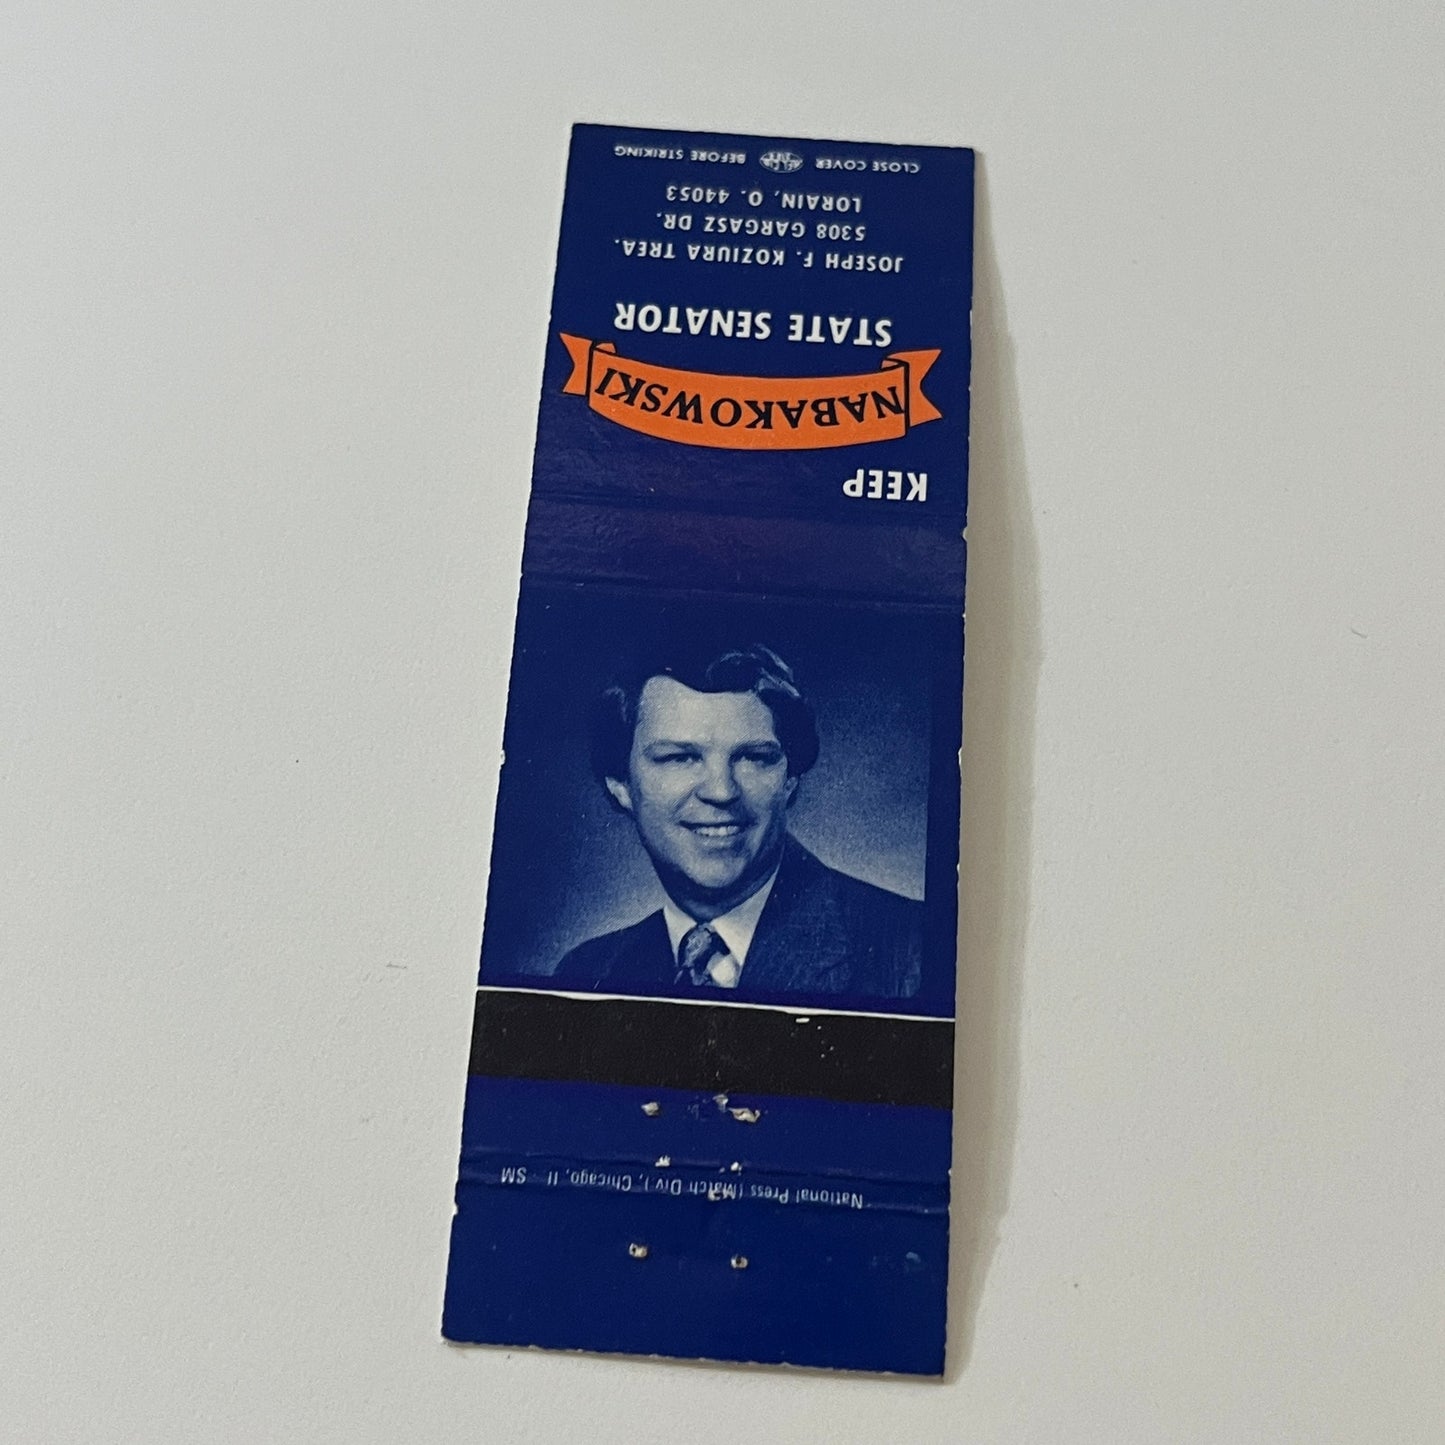 KEEP
NABAKOWSKI
STATE SENATOR
JOSEPH F. KOZIURA TREA.
5308 GARGASZ DR.
LORAIN, O. 44053
CLOSE COVER BEFORE STRIKING
National Press (Match Div.), Chicago, Il SM